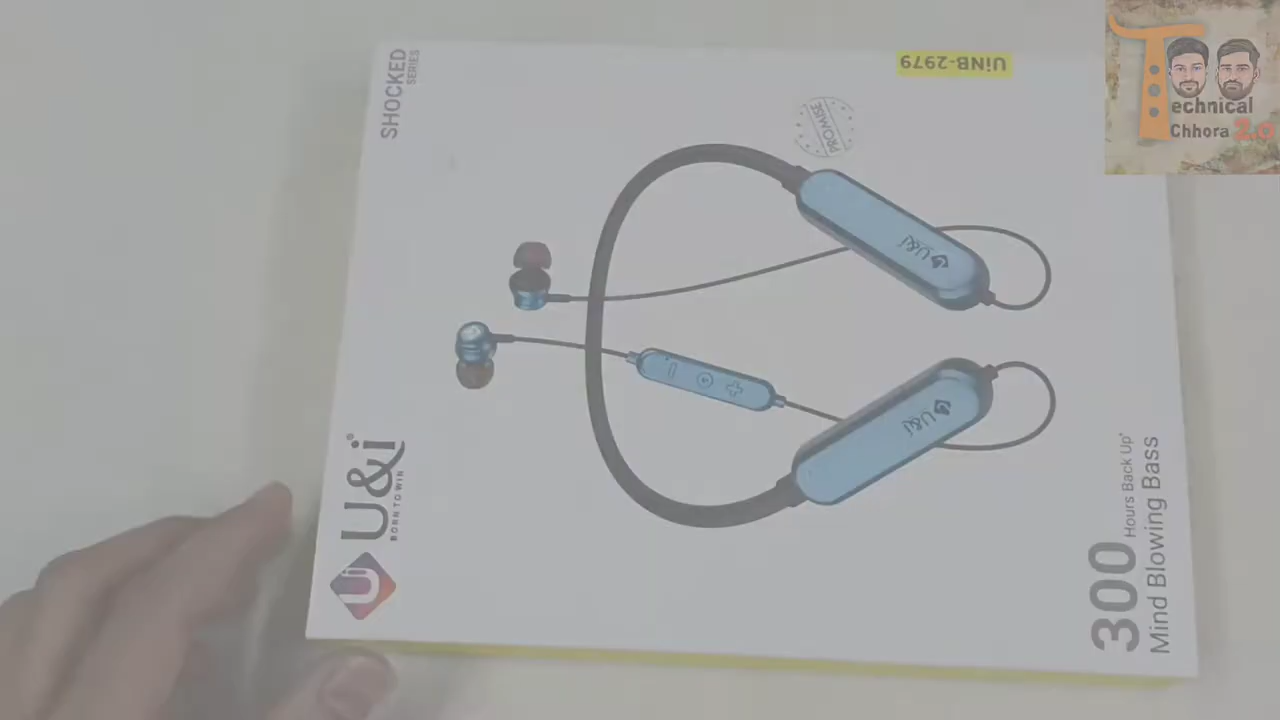 SHOCKED
SERIES
UiNB-2979
PROMISE
U&i
U&i
Ui
U&i®
BORN TO WIN
300 Hours Back Up*
Mind Blowing Bass
Technical
Chhora 2.0